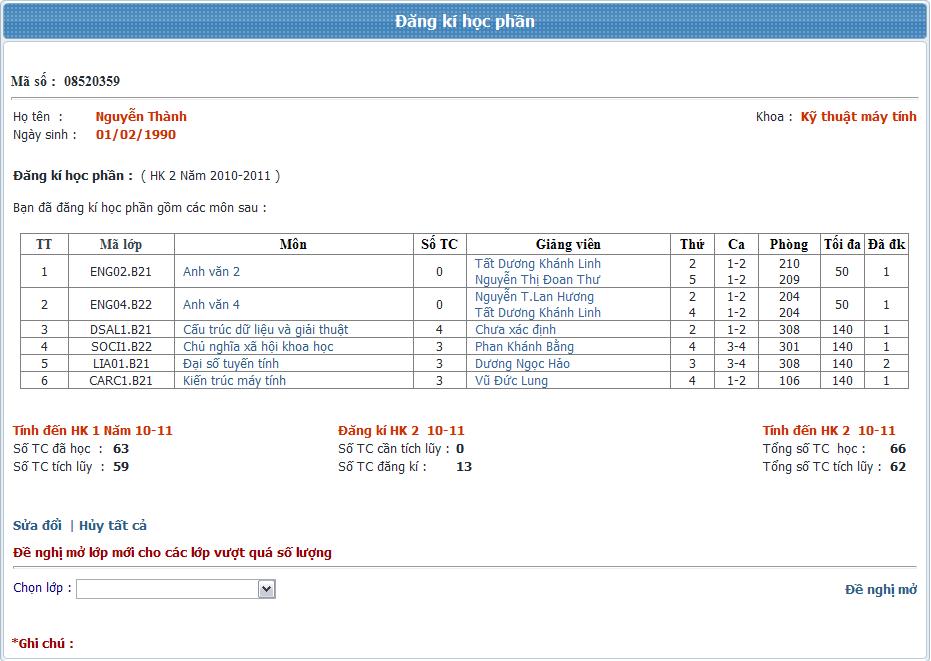 Đăng kí học phần
Mã số : 08520359
Họ tên : Nguyễn Thành Khoa : Kỹ thuật máy tính
Ngày sinh : 01/02/1990
Đăng kí học phần : ( HK 2 Năm 2010-2011 )
Bạn đã đăng kí học phần gồm các môn sau :
TT Mã lớp Môn Số TC Giảng viên Thứ Ca Phòng Tối đa Đã đk
1 ENG02.B21 Anh văn 2 0 Tất Dương Khánh Linh 2 1-2 210 50 1
Nguyễn Thị Đoan Thư 5 1-2 209
2 ENG04.B22 Anh văn 4 0 Nguyễn T.Lan Hương 2 1-2 204 50 1
Tất Dương Khánh Linh 4 1-2 204
3 DSAL1.B21 Cấu trúc dữ liệu và giải thuật 4 Chưa xác định 2 1-2 308 140 1
4 SOCI1.B22 Chủ nghĩa xã hội khoa học 3 Phan Khánh Bằng 4 3-4 301 140 1
5 LIA01.B21 Đại số tuyến tính 3 Dương Ngọc Hảo 3 3-4 308 140 2
6 CARC1.B21 Kiến trúc máy tính 3 Vũ Đức Lung 4 1-2 106 140 1
Tính đến HK 1 Năm 10-11 Đăng kí HK 2 10-11 Tính đến HK 2 10-11
Số TC đã học : 63 Số TC cần tích lũy : 0 Tổng số TC học : 66
Số TC tích lũy : 59 Số TC đăng kí : 13 Tổng số TC tích lũy : 62
Sửa đổi | Hủy tất cả
Đề nghị mở lớp mới cho các lớp vượt quá số lượng
Chọn lớp : Đề nghị mở
*Ghi chú :